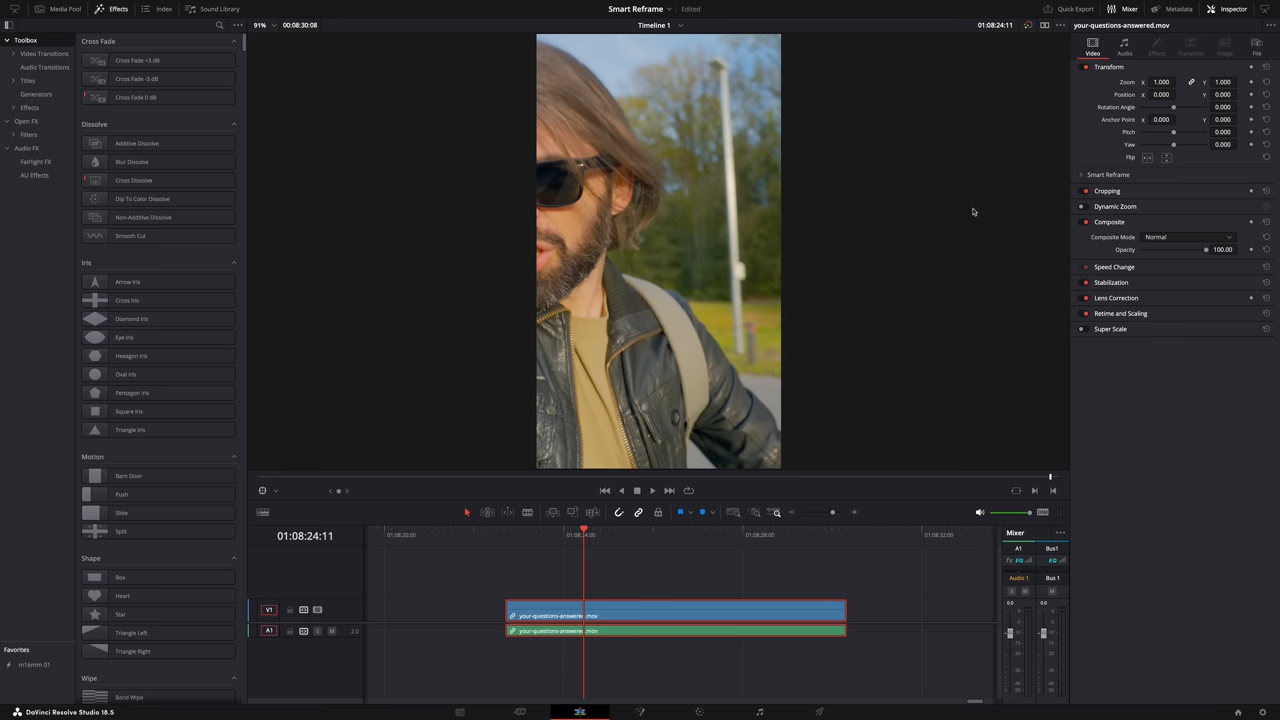 Media Pool
Effects
Index
Sound Library
Smart Reframe
Edited
Quick Export
Mixer
Metadata
Inspector
91%
00:08:30:08
Timeline 1
01:08:24:11
your-questions-answered.mov
Toolbox
Video Transitions
Audio Transitions
Titles
Generators
Effects
Open FX
Filters
Audio FX
Fairlight FX
AU Effects
Favorites
m16mm 01
Cross Fade
Cross Fade +3 dB
Cross Fade -3 dB
Cross Fade 0 dB
Dissolve
Additive Dissolve
Blur Dissolve
Cross Dissolve
Dip To Color Dissolve
Non-Additive Dissolve
Smooth Cut
Iris
Arrow Iris
Cross Iris
Diamond Iris
Eye Iris
Hexagon Iris
Oval Iris
Pentagon Iris
Square Iris
Triangle Iris
Motion
Barn Door
Push
Slide
Split
Shape
Box
Heart
Star
Triangle Left
Triangle Right
Wipe
Band Wipe
Video
Audio
Effects
Transition
Image
File
Transform
Zoom X 1.000 Y 1.000
Position X 0.000 Y 0.000
Rotation Angle 0.000
Anchor Point X 0.000 Y 0.000
Pitch 0.000
Yaw 0.000
Flip
Smart Reframe
Cropping
Dynamic Zoom
Composite
Composite Mode Normal
Opacity 100.00
Speed Change
Stabilization
Lens Correction
Retime and Scaling
Super Scale
01:08:24:11
01:08:20:00
01:08:28:00
01:08:32:00
V1
your-questions-answered.mov
A1
S
M
2.0
your-questions-answered.mov
Mixer
A1
Bus1
fx EQ
EQ
Audio 1
Bus 1
S
M
M
0.0
0.0
DaVinci Resolve Studio 18.5